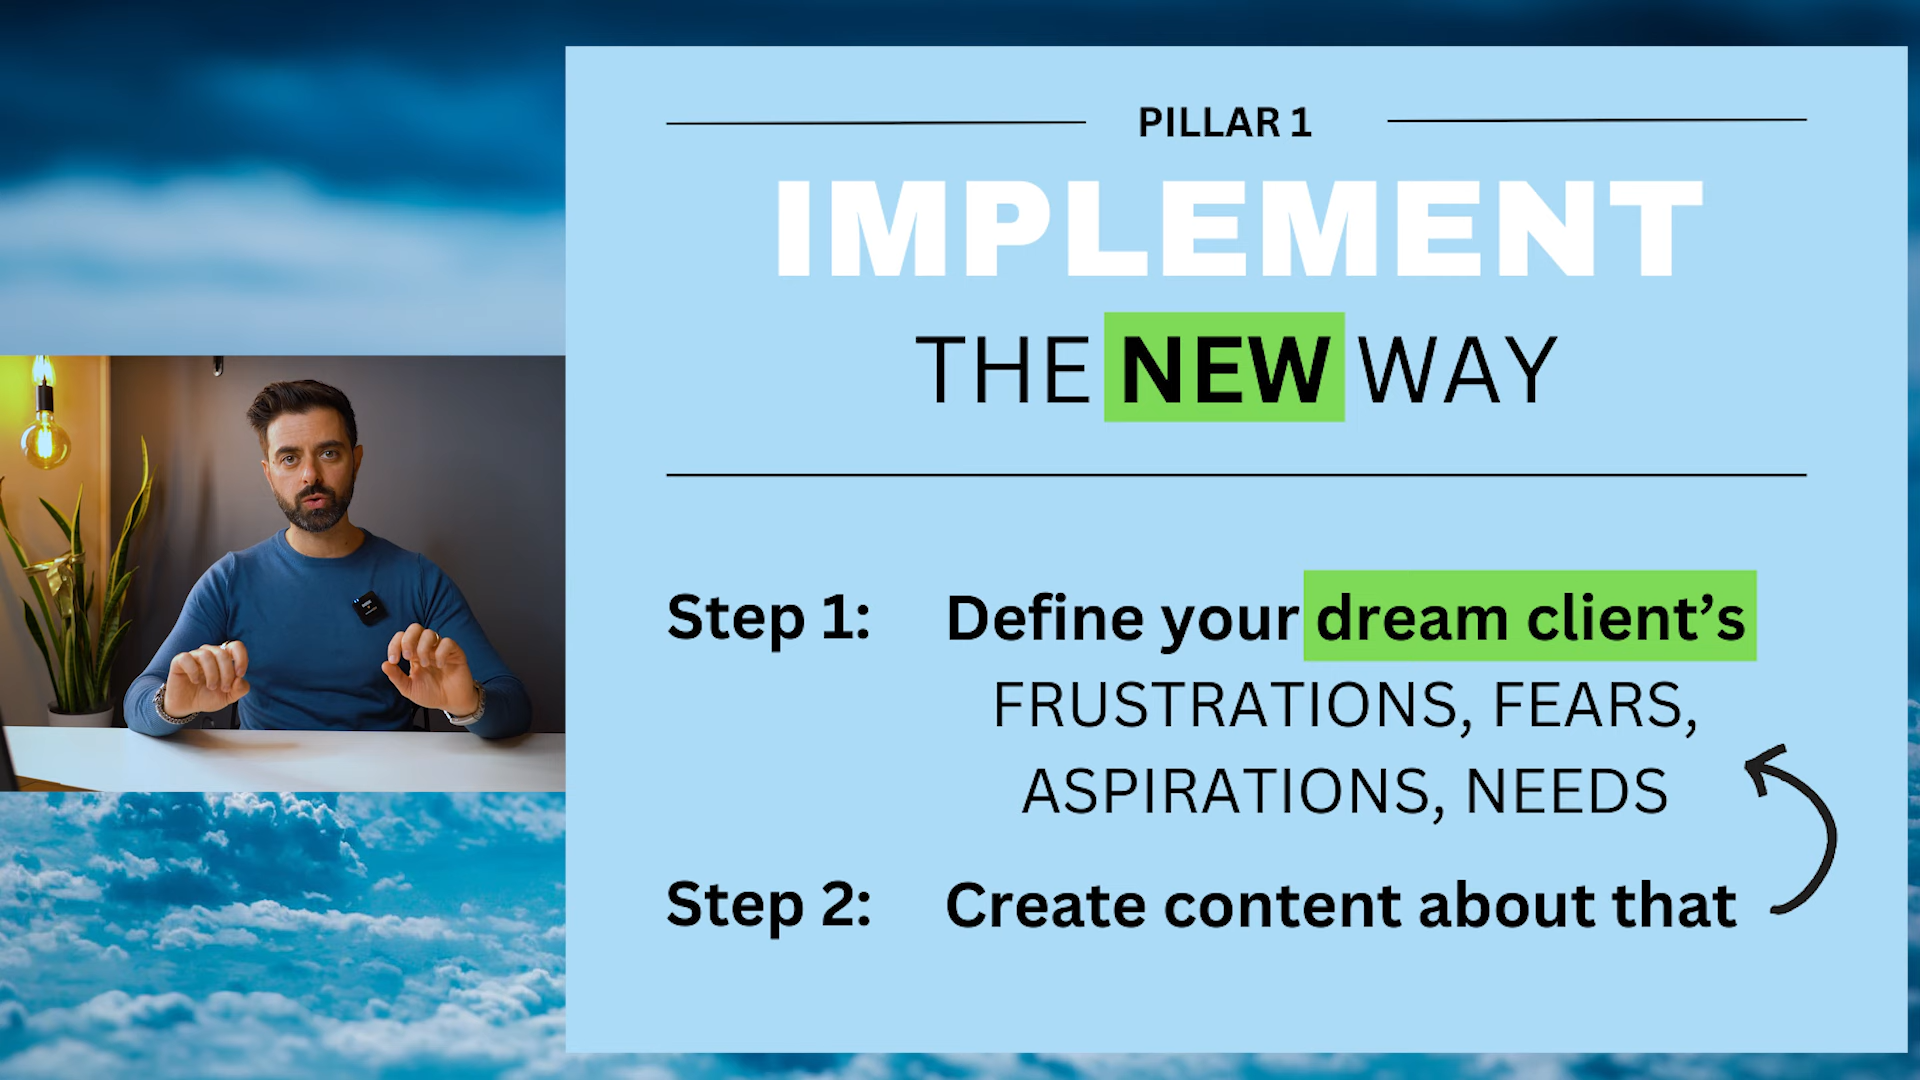 PILLAR 1
IMPLEMENT
THE NEW WAY
Step 1: Define your dream client’s
FRUSTRATIONS, FEARS,
ASPIRATIONS, NEEDS
Step 2: Create content about that